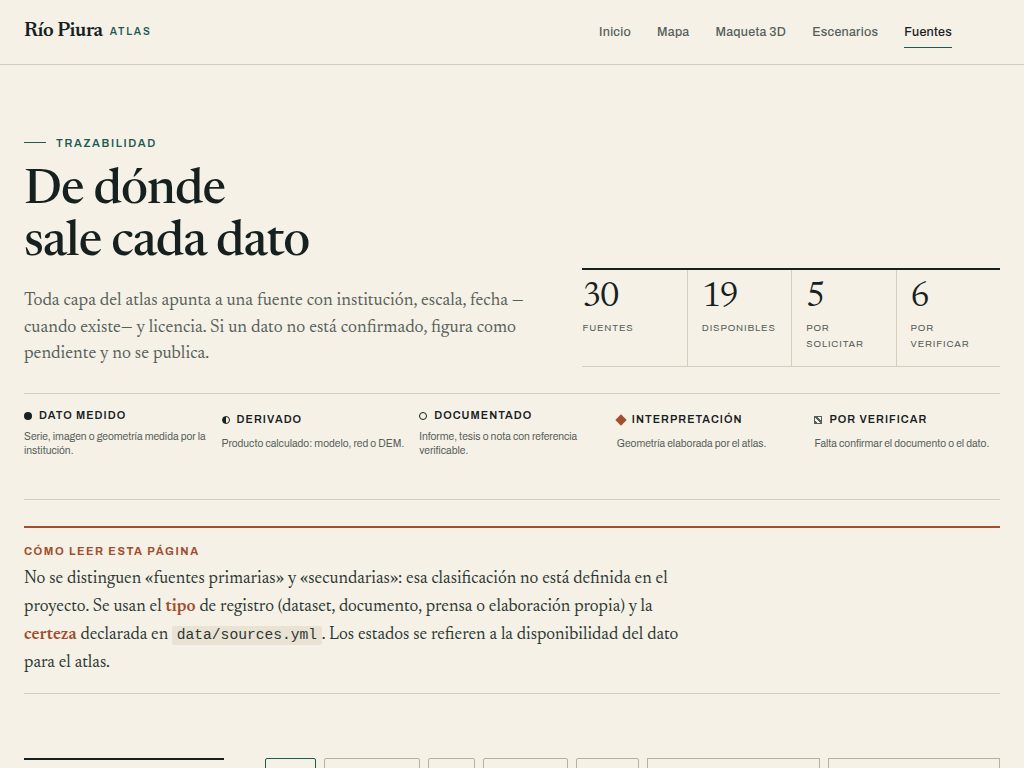 Río Piura ATLAS
Inicio Mapa Maqueta 3D Escenarios Fuentes
TRAZABILIDAD
De dónde
sale cada dato
Toda capa del atlas apunta a una fuente con institución, escala, fecha —
cuando existe— y licencia. Si un dato no está confirmado, figura como
pendiente y no se publica.
30
FUENTES
19
DISPONIBLES
5
POR
SOLICITAR
6
POR
VERIFICAR
DATO MEDIDO
Serie, imagen o geometría medida por la
institución.
DERIVADO
Producto calculado: modelo, red o DEM.
DOCUMENTADO
Informe, tesis o nota con referencia
verificable.
INTERPRETACIÓN
Geometría elaborada por el atlas.
POR VERIFICAR
Falta confirmar el documento o el dato.
CÓMO LEER ESTA PÁGINA
No se distinguen «fuentes primarias» y «secundarias»: esa clasificación no está definida en el
proyecto. Se usan el tipo de registro (dataset, documento, prensa o elaboración propia) y la
certeza declarada en data/sources.yml. Los estados se refieren a la disponibilidad del dato
para el atlas.